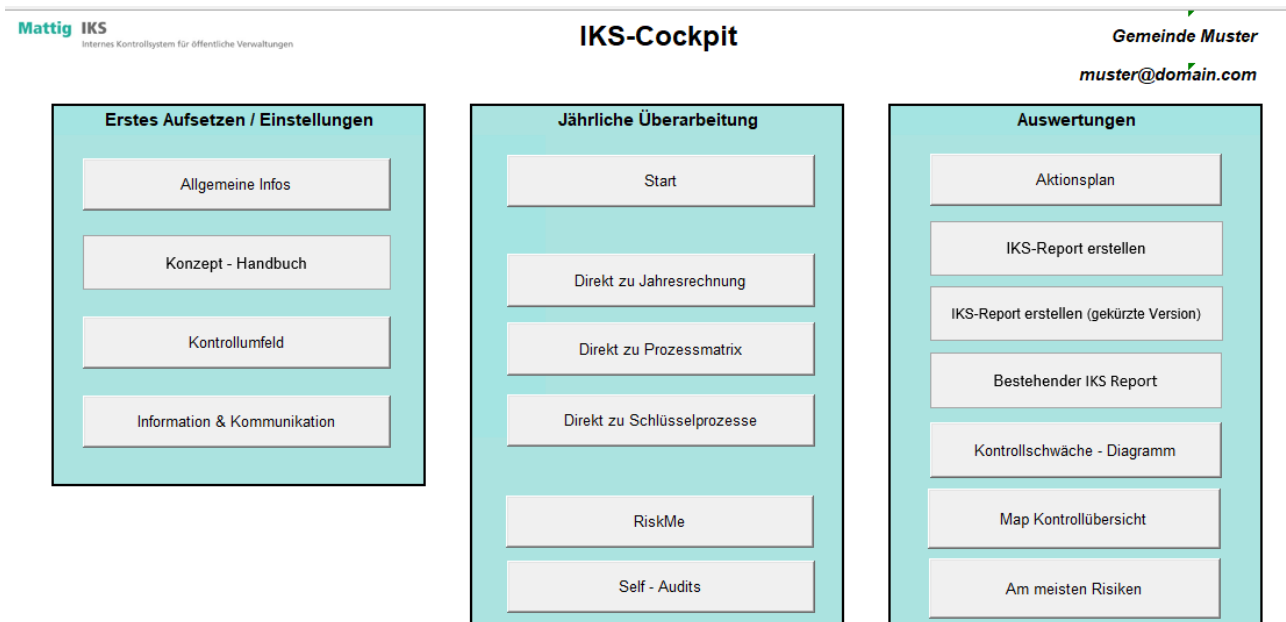 Mattig IKS
Internes Kontrollsystem für öffentliche Verwaltungen
IKS-Cockpit
Gemeinde Muster
muster@domain.com
Erstes Aufsetzen / Einstellungen
Allgemeine Infos
Konzept - Handbuch
Kontrollumfeld
Information & Kommunikation
Jährliche Überarbeitung
Start
Direkt zu Jahresrechnung
Direkt zu Prozessmatrix
Direkt zu Schlüsselprozesse
RiskMe
Self - Audits
Auswertungen
Aktionsplan
IKS-Report erstellen
IKS-Report erstellen (gekürzte Version)
Bestehender IKS Report
Kontrollschwäche - Diagramm
Map Kontrollübersicht
Am meisten Risiken